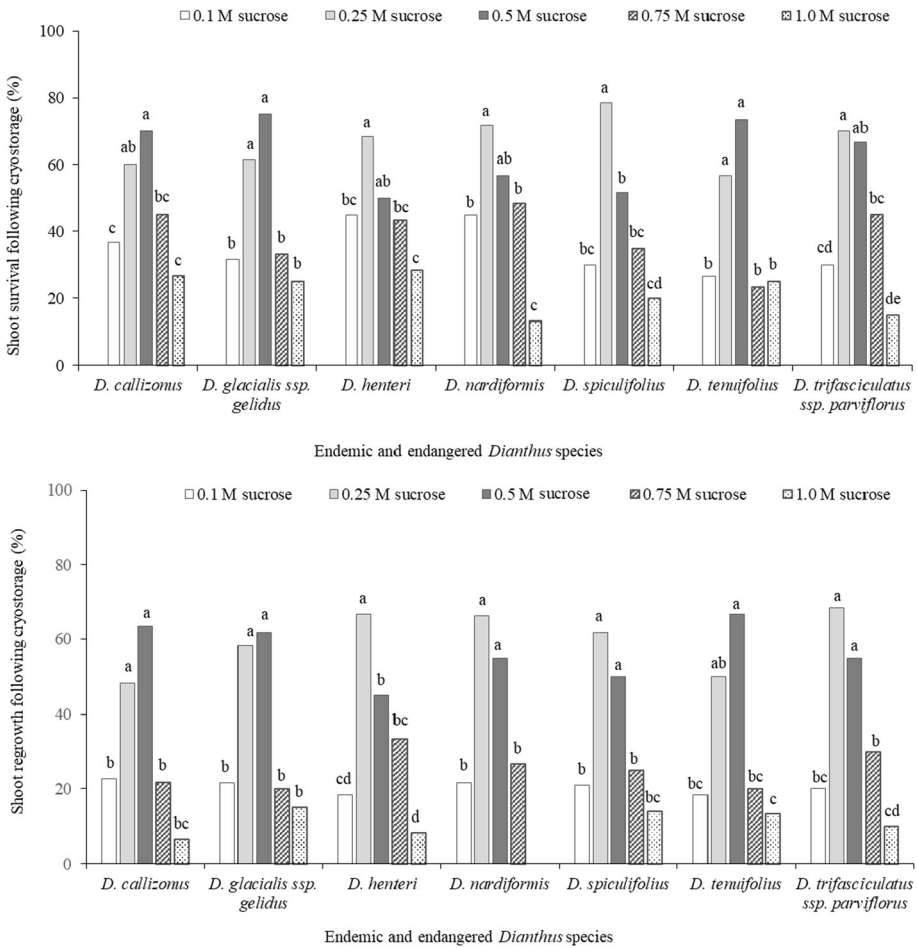 0.1 M sucrose 0.25 M sucrose 0.5 M sucrose 0.75 M sucrose 1.0 M sucrose
Shoot survival following cryostorage (%)
100
80
60
40
20
0
c ab a bc c
b a a b b
bc a ab bc c
b a ab b c
bc a b bc cd
b a a b b
cd a ab bc de
D. callizonus D. glacialis ssp. D. henteri D. nardiformis D. spiculifolius D. tenuifolius D. trifasciculatus
gelidus ssp. parviflorus
Endemic and endangered Dianthus species
0.1 M sucrose 0.25 M sucrose 0.5 M sucrose 0.75 M sucrose 1.0 M sucrose
Shoot regrowth following cryostorage (%)
100
80
60
40
20
0
b a a b bc
b a a b b
cd a b bc d
b a a b
b a a b bc
bc ab a bc c
bc a a b cd
D. callizonus D. glacialis ssp. D. henteri D. nardiformis D. spiculifolius D. tenuifolius D. trifasciculatus
gelidus ssp. parviflorus
Endemic and endangered Dianthus species